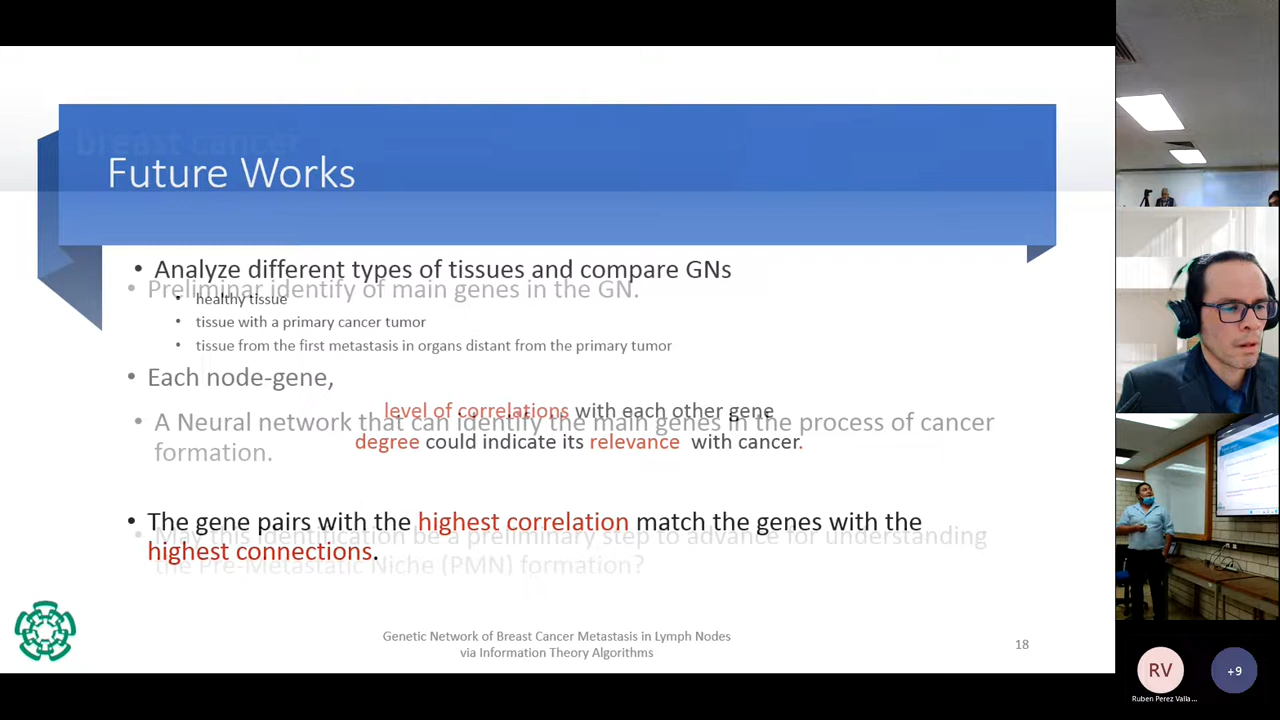 breast cancer
Future Works
• Analyze different types of tissues and compare GNs
• Preliminar identify of main genes in the GN.
• healthy tissue
• tissue with a primary cancer tumor
• tissue from the first metastasis in organs distant from the primary tumor
• Each node-gene,
level of correlations with each other gene
• A Neural network that can identify the main genes in the process of cancer
formation.
degree could indicate its relevance with cancer.
• The gene pairs with the highest correlation match the genes with the
highest connections.
• May this identification be a preliminary step to advance for understanding
the Pre-Metastatic Niche (PMN) formation?
Genetic Network of Breast Cancer Metastasis in Lymph Nodes
via Information Theory Algorithms
18
RV
+9
Ruben Perez Valla...